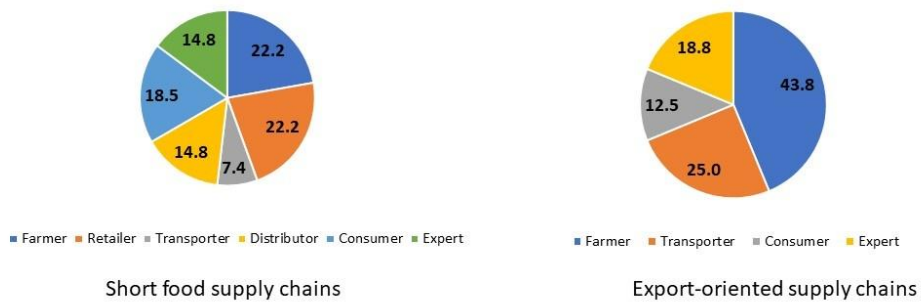 14.8
22.2
18.5
22.2
14.8
7.4
Farmer Retailer Transporter Distributor Consumer Expert
Short food supply chains
18.8
43.8
12.5
25.0
Farmer Transporter Consumer Expert
Export-oriented supply chains